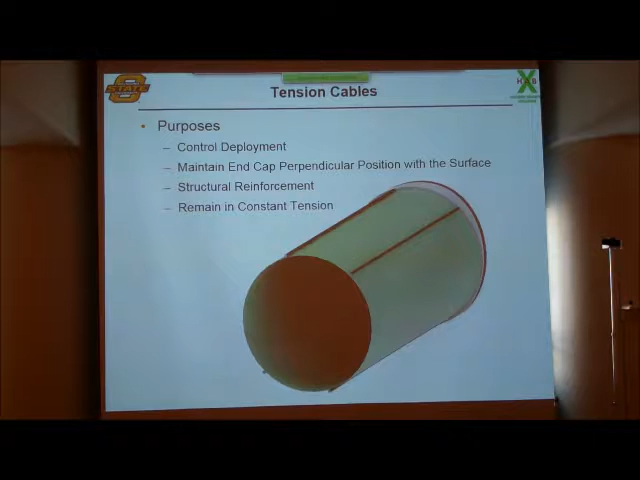 STATE
Tension Cables
• Purposes
– Control Deployment
– Maintain End Cap Perpendicular Position with the Surface
– Structural Reinforcement
– Remain in Constant Tension